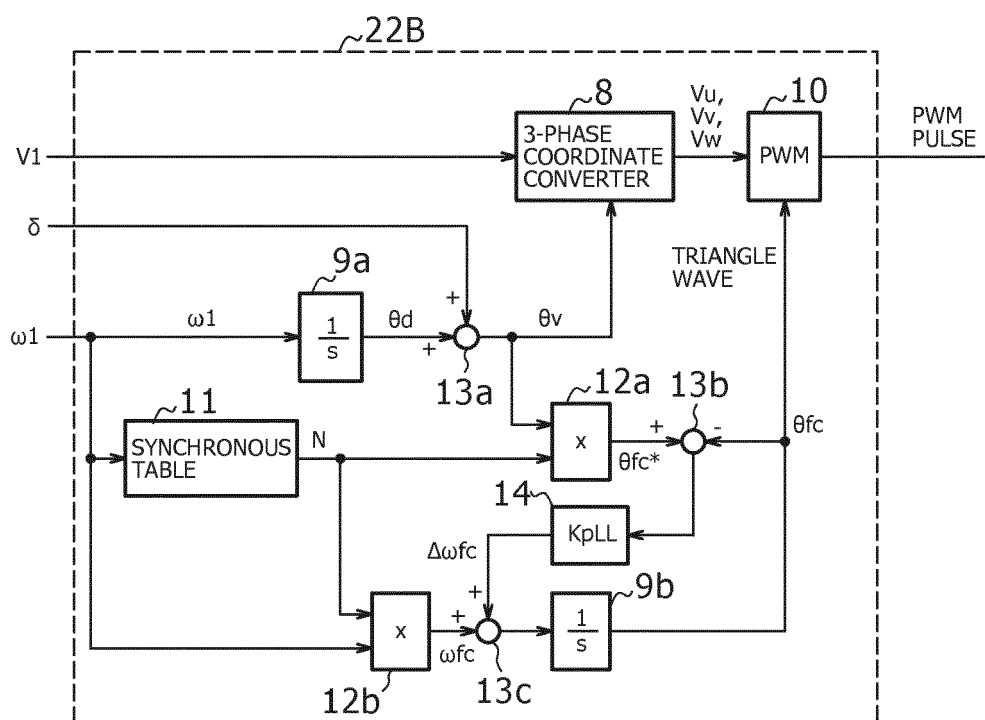 22B
8
Vu,
Vv,
Vw
10
PWM
PULSE
V1
3-PHASE
COORDINATE
CONVERTER
PWM
δ
TRIANGLE
WAVE
9a
+
ω1
ω1
1
s
θd
+
θv
13a
12a
13b
11
SYNCHRONOUS
TABLE
N
x
+
-
θfc
θfc*
14
KpLL
Δωfc
+
9b
x
+
ωfc
1
s
12b
13c